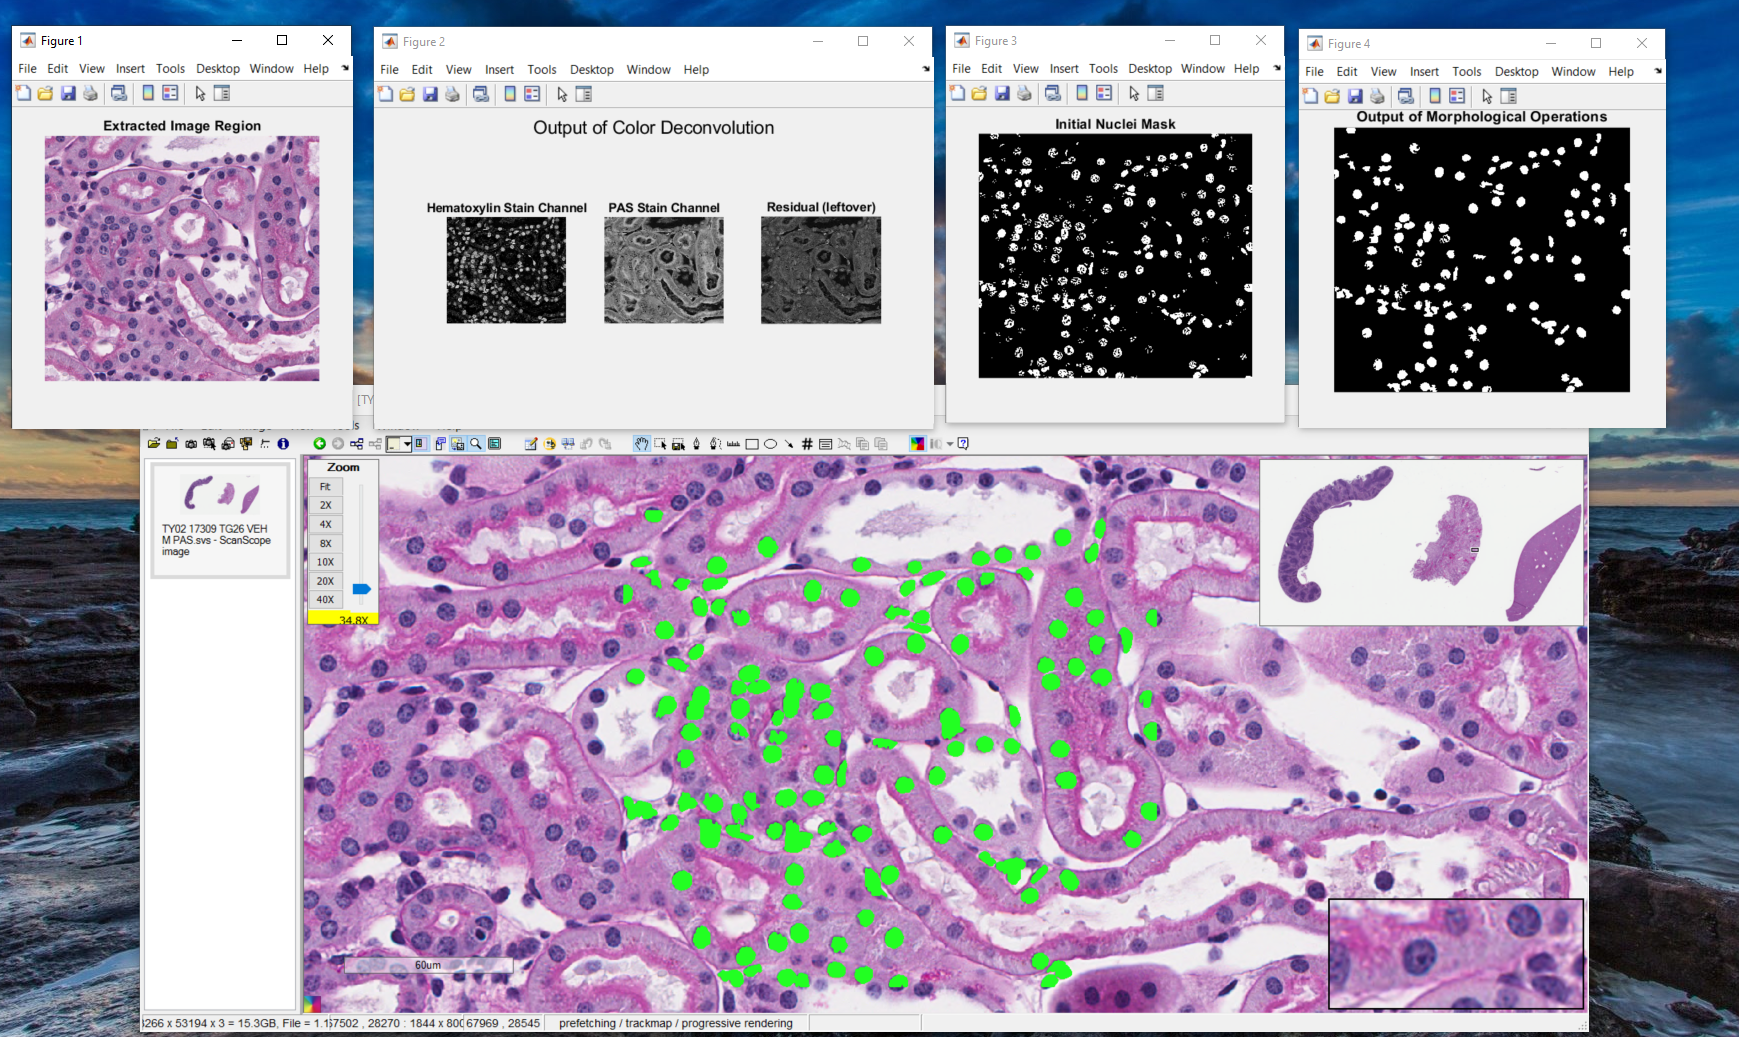 Figure 1
File Edit View Insert Tools Desktop Window Help
Extracted Image Region
Figure 2
File Edit View Insert Tools Desktop Window Help
Output of Color Deconvolution
Hematoxylin Stain Channel PAS Stain Channel Residual (leftover)
Figure 3
File Edit View Insert Tools Desktop Window Help
Initial Nuclei Mask
Figure 4
File Edit View Insert Tools Desktop Window Help
Output of Morphological Operations
[TY
TY02 17309 TG26 VEH
M PAS.svs - ScanScope
image
Zoom
Fit
2X
4X
8X
10X
20X
40X
34.8X
60um
266 x 53194 x 3 = 15.3GB, File = 1.1 57502 , 28270 : 1844 x 800 67969 , 28545 prefetching / trackmap / progressive rendering